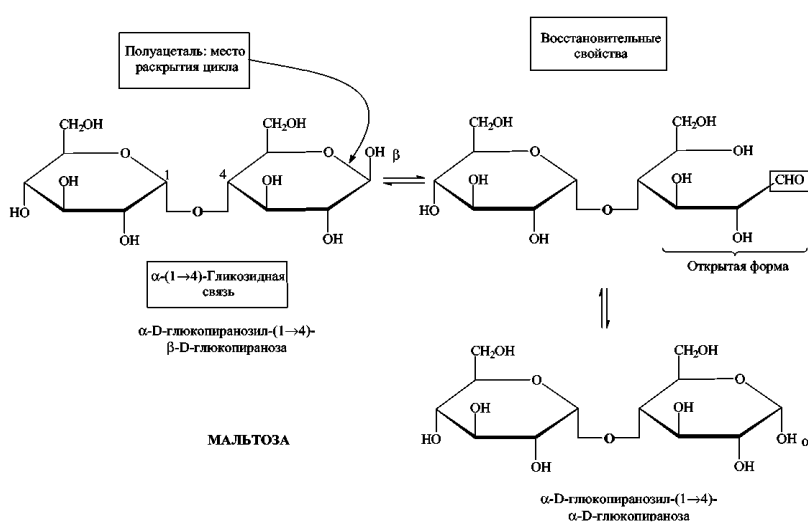 Полуацеталь: место
раскрытия цикла
Восстановительные
свойства
CH₂OH
O
OH
HO
OH
1
O
4
CH₂OH
O
OH β
OH
OH
CH₂OH
O
OH
HO
OH
O
CH₂OH
OH
OH
CHO
OH
Открытая форма
α-(1→4)-Гликозидная
связь
α-D-глюкопиранозил-(1→4)-
β-D-глюкопираноза
CH₂OH
O
OH
HO
OH
O
CH₂OH
O
OH
OH
OH α
МАЛЬТОЗА
α-D-глюкопиранозил-(1→4)-
α-D-глюкопираноза